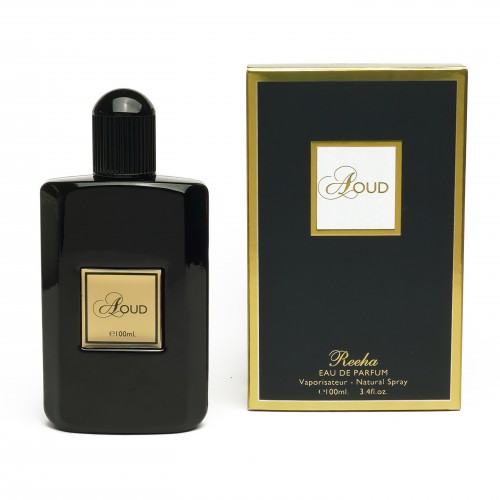 AOUD
℮100ml.
AOUD
Reeha
EAU DE PARFUM
Vaporisateur - Natural Spray
℮100ml. 3.4fl.oz.